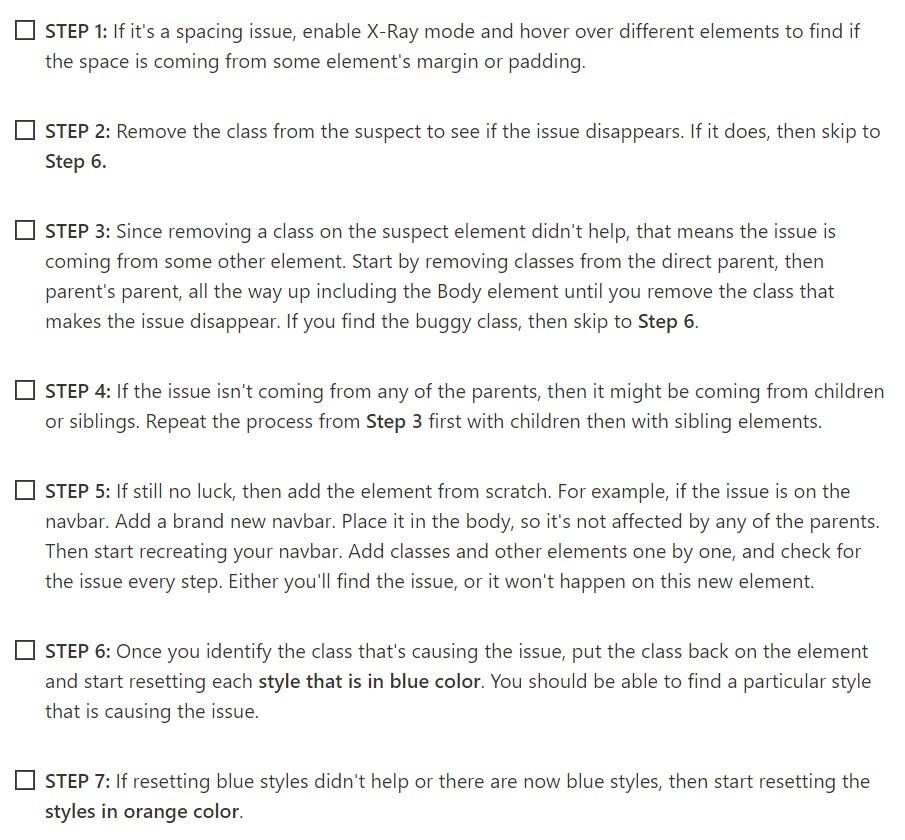 STEP 1: If it's a spacing issue, enable X-Ray mode and hover over different elements to find if
the space is coming from some element's margin or padding.
STEP 2: Remove the class from the suspect to see if the issue disappears. If it does, then skip to
Step 6.
STEP 3: Since removing a class on the suspect element didn't help, that means the issue is
coming from some other element. Start by removing classes from the direct parent, then
parent's parent, all the way up including the Body element until you remove the class that
makes the issue disappear. If you find the buggy class, then skip to Step 6.
STEP 4: If the issue isn't coming from any of the parents, then it might be coming from children
or siblings. Repeat the process from Step 3 first with children then with sibling elements.
STEP 5: If still no luck, then add the element from scratch. For example, if the issue is on the
navbar. Add a brand new navbar. Place it in the body, so it's not affected by any of the parents.
Then start recreating your navbar. Add classes and other elements one by one, and check for
the issue every step. Either you'll find the issue, or it won't happen on this new element.
STEP 6: Once you identify the class that's causing the issue, put the class back on the element
and start resetting each style that is in blue color. You should be able to find a particular style
that is causing the issue.
STEP 7: If resetting blue styles didn't help or there are now blue styles, then start resetting the
styles in orange color.